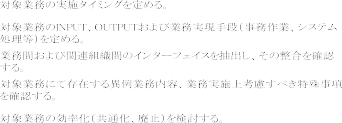 対象業務の実施タイミングを定める。
対象業務のINPUT、OUTPUTおよび業務実現手段（事務作業、システム
処理等）を定める。
業務間および関連組織間のインターフェイスを抽出し、その整合を確認
する。
対象業務にて存在する異例業務内容、業務実施上考慮すべき特殊事項
を確認する。
対象業務の効率化（共通化、廃止）を検討する。